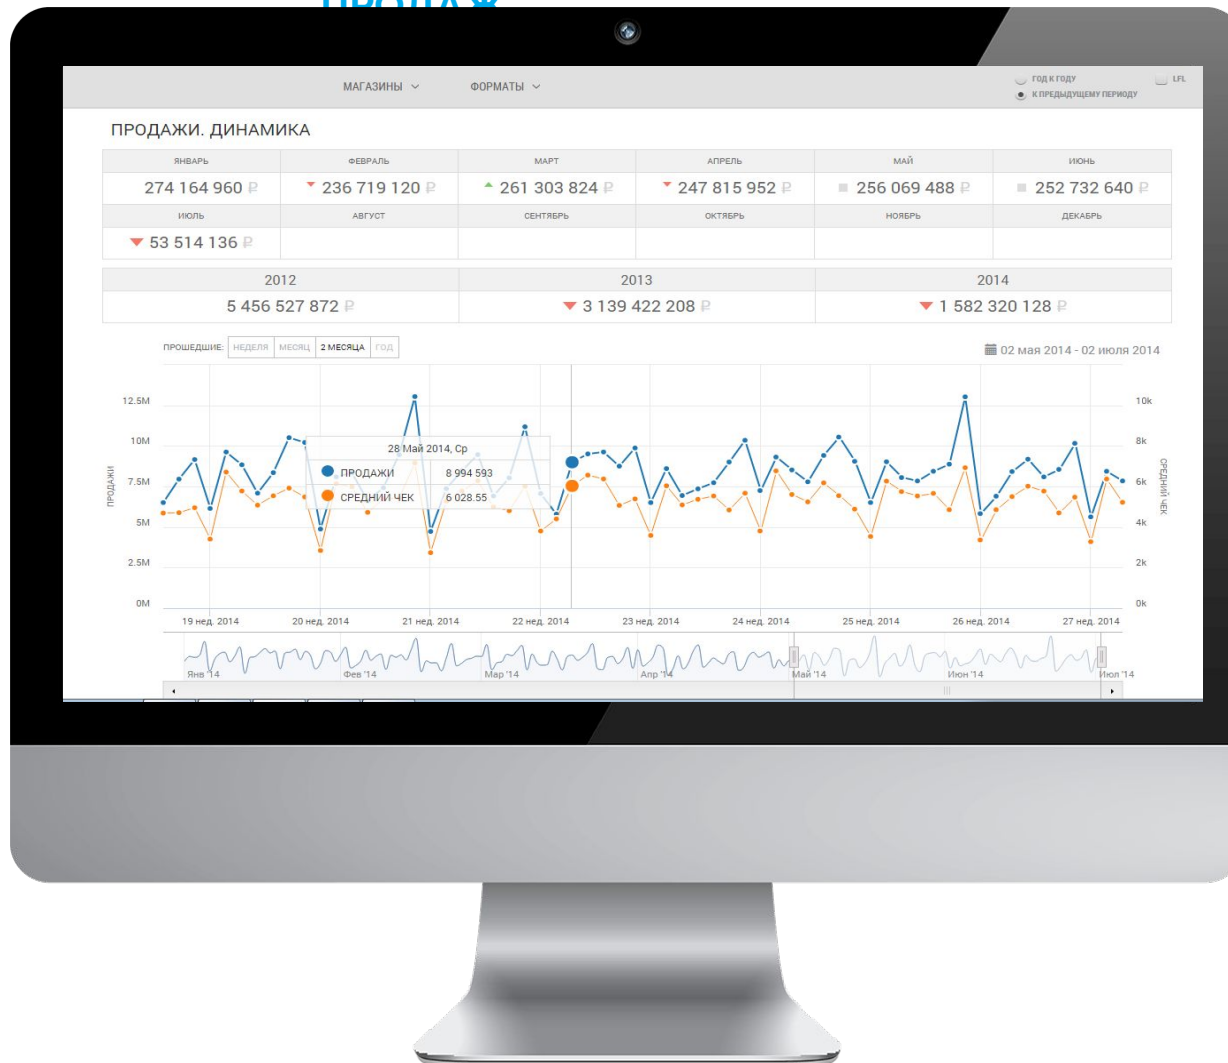 ПРОДАЖ
МАГАЗИНЫ ФОРМАТЫ
ГОД К ГОДУ
К ПРЕДЫДУЩЕМУ ПЕРИОДУ
LFL
ПРОДАЖИ. ДИНАМИКА
ЯНВАРЬ ФЕВРАЛЬ МАРТ АПРЕЛЬ МАЙ ИЮНЬ
274 164 960 ₽ 236 719 120 ₽ 261 303 824 ₽ 247 815 952 ₽ 256 069 488 ₽ 252 732 640 ₽
ИЮЛЬ АВГУСТ СЕНТЯБРЬ ОКТЯБРЬ НОЯБРЬ ДЕКАБРЬ
53 514 136 ₽
2012 2013 2014
5 456 527 872 ₽ 3 139 422 208 ₽ 1 582 320 128 ₽
ПРОШЕДШИЕ: НЕДЕЛЯ МЕСЯЦ 2 МЕСЯЦА ГОД
02 мая 2014 - 02 июля 2014
12.5M 10k
10M 8k
7.5M 6k
5M 4k
2.5M 2k
0M 0k
ПРОДАЖИ
СРЕДНИЙ ЧЕК
28 Май 2014, Ср
ПРОДАЖИ 8 994 593
СРЕДНИЙ ЧЕК 6 028.55
19 нед. 2014 20 нед. 2014 21 нед. 2014 22 нед. 2014 23 нед. 2014 24 нед. 2014 25 нед. 2014 26 нед. 2014 27 нед. 2014
Янв '14 Фев '14 Мар '14 Апр '14 Май '14 Июн '14 Июл '14